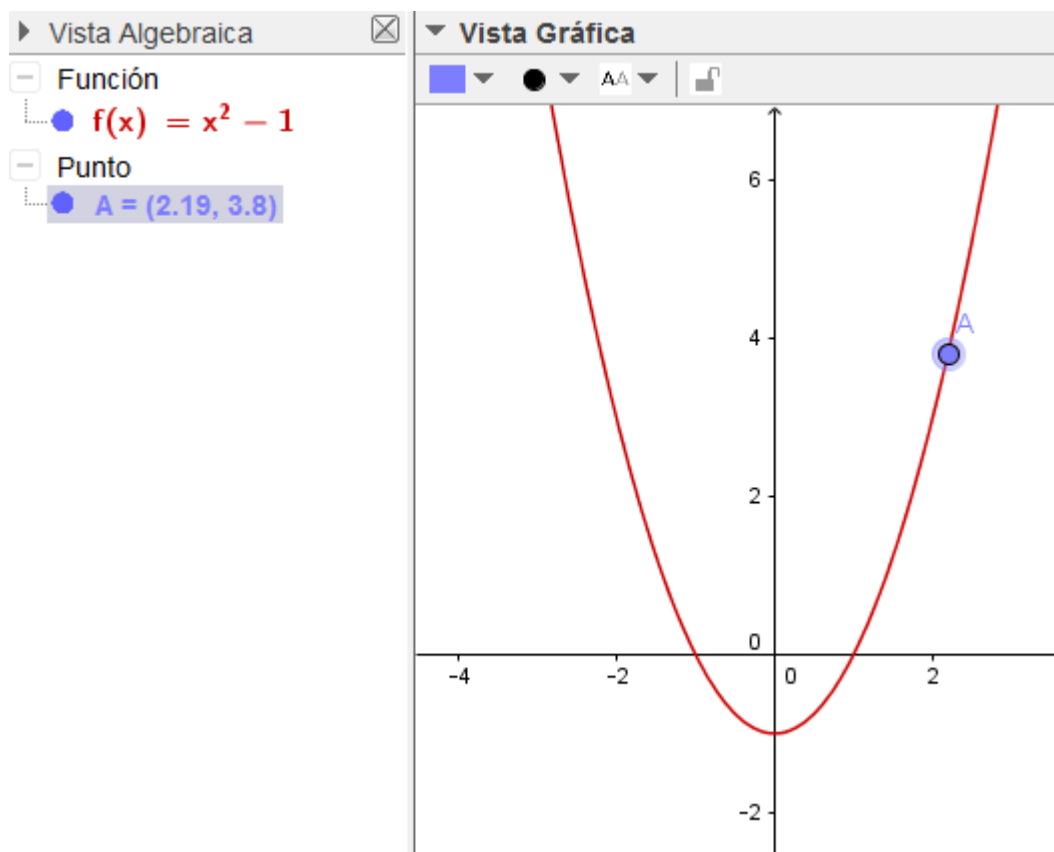 Vista Algebraica
Función
f(x) = x² − 1
Punto
A = (2.19, 3.8)
Vista Gráfica
AA
6
A
4
2
0
-4 -2 0 2
-2